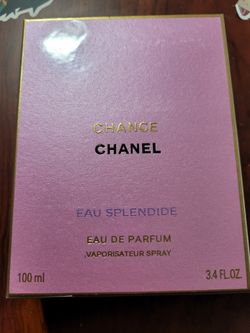 CHANCE
CHANEL
EAU SPLENDIDE
EAU DE PARFUM
VAPORISATEUR SPRAY
100 ml 3.4 FL.OZ.